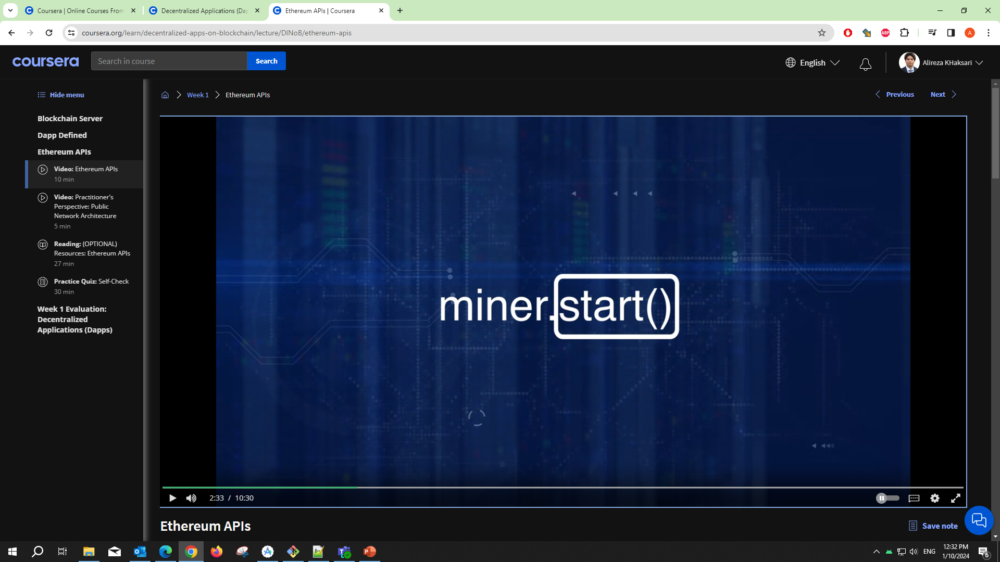 Coursera | Online Courses From
Decentralized Applications (Da
Ethereum APIs | Coursera
coursera.org/learn/decentralized-apps-on-blockchain/lecture/DINoB/ethereum-apis
ABP
A
coursera
Search in course
Search
English
Alireza KHaksari
Hide menu
Week 1
Ethereum APIs
Previous
Next
Blockchain Server
Dapp Defined
Ethereum APIs
Video: Ethereum APIs
10 min
Video: Practitioner's
Perspective: Public
Network Architecture
5 min
Reading: (OPTIONAL)
Resources: Ethereum APIs
27 min
Practice Quiz: Self-Check
30 min
Week 1 Evaluation:
Decentralized
Applications (Dapps)
miner.start()
2:33 / 10:30
Ethereum APIs
Save note
ENG
12:32 PM
1/10/2024
6